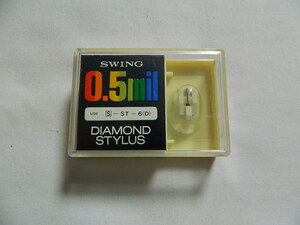 SWING
0.5mil
USE S-ST-6(D)
DIAMOND
STYLUS